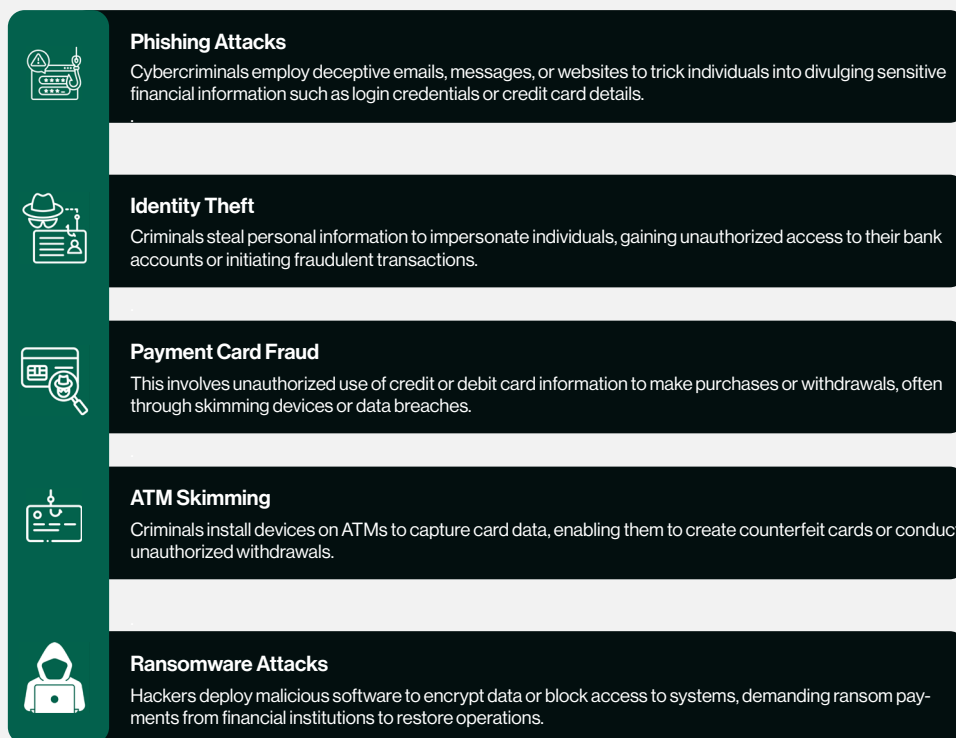 Phishing Attacks
Cybercriminals employ deceptive emails, messages, or websites to trick individuals into divulging sensitive
financial information such as login credentials or credit card details.
.
Identity Theft
Criminals steal personal information to impersonate individuals, gaining unauthorized access to their bank
accounts or initiating fraudulent transactions.
Payment Card Fraud
This involves unauthorized use of credit or debit card information to make purchases or withdrawals, often
through skimming devices or data breaches.
ATM Skimming
Criminals install devices on ATMs to capture card data, enabling them to create counterfeit cards or conduct
unauthorized withdrawals.
Ransomware Attacks
Hackers deploy malicious software to encrypt data or block access to systems, demanding ransom pay-
ments from financial institutions to restore operations.